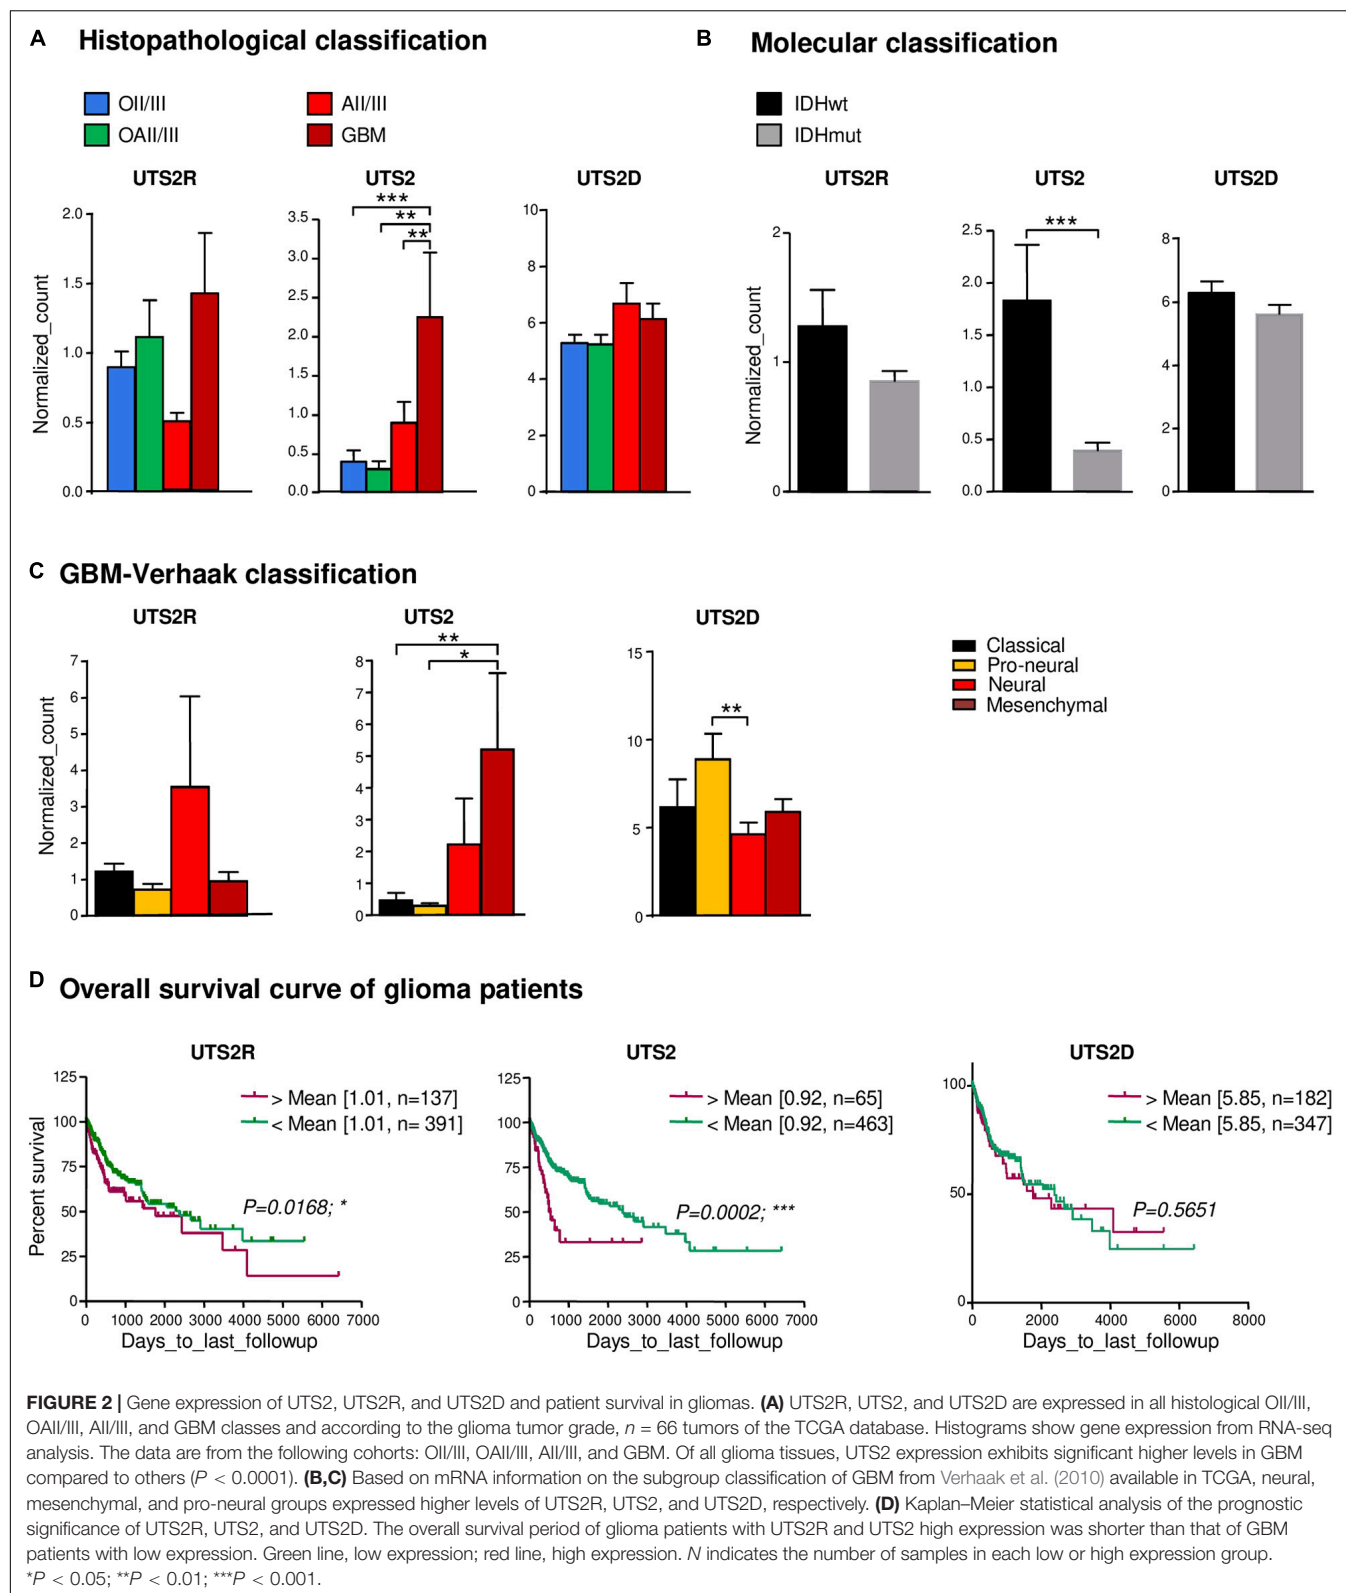 A Histopathological classification
OII/III
OAII/III
AII/III
GBM
UTS2R
Normalized_count
2.0
1.5
1.0
0.5
0.0
UTS2
***
**
**
3.5
3.0
2.5
2.0
1.5
1.0
0.5
0.0
UTS2D
10
8
6
4
2
0
B Molecular classification
IDHwt
IDHmut
UTS2R
Normalized_count
2
1
0
UTS2
***
2.5
2.0
1.5
1.0
0.5
0.0
UTS2D
8
6
4
2
0
C GBM-Verhaak classification
UTS2R
Normalized_count
7
6
5
4
3
2
1
0
UTS2
**
*
8
7
6
5
4
3
2
1
0
UTS2D
**
15
10
5
0
Classical
Pro-neural
Neural
Mesenchymal
D Overall survival curve of glioma patients
UTS2R
Percent survival
125
100
75
50
25
0
> Mean [1.01, n=137]
< Mean [1.01, n= 391]
P=0.0168; *
0 1000 2000 3000 4000 5000 6000 7000
Days_to_last_followup
UTS2
125
100
75
50
25
0
> Mean [0.92, n=65]
< Mean [0.92, n=463]
P=0.0002; ***
0 1000 2000 3000 4000 5000 6000 7000
Days_to_last_followup
UTS2D
100
50
0
> Mean [5.85, n=182]
< Mean [5.85, n=347]
P=0.5651
0 2000 4000 6000 8000
Days_to_last_followup
FIGURE 2 | Gene expression of UTS2, UTS2R, and UTS2D and patient survival in gliomas. (A) UTS2R, UTS2, and UTS2D are expressed in all histological OII/III,
OAII/III, AII/III, and GBM classes and according to the glioma tumor grade, n = 66 tumors of the TCGA database. Histograms show gene expression from RNA-seq
analysis. The data are from the following cohorts: OII/III, OAII/III, AII/III, and GBM. Of all glioma tissues, UTS2 expression exhibits significant higher levels in GBM
compared to others (P < 0.0001). (B,C) Based on mRNA information on the subgroup classification of GBM from Verhaak et al. (2010) available in TCGA, neural,
mesenchymal, and pro-neural groups expressed higher levels of UTS2R, UTS2, and UTS2D, respectively. (D) Kaplan–Meier statistical analysis of the prognostic
significance of UTS2R, UTS2, and UTS2D. The overall survival period of glioma patients with UTS2R and UTS2 high expression was shorter than that of GBM
patients with low expression. Green line, low expression; red line, high expression. N indicates the number of samples in each low or high expression group.
*P < 0.05; **P < 0.01; ***P < 0.001.